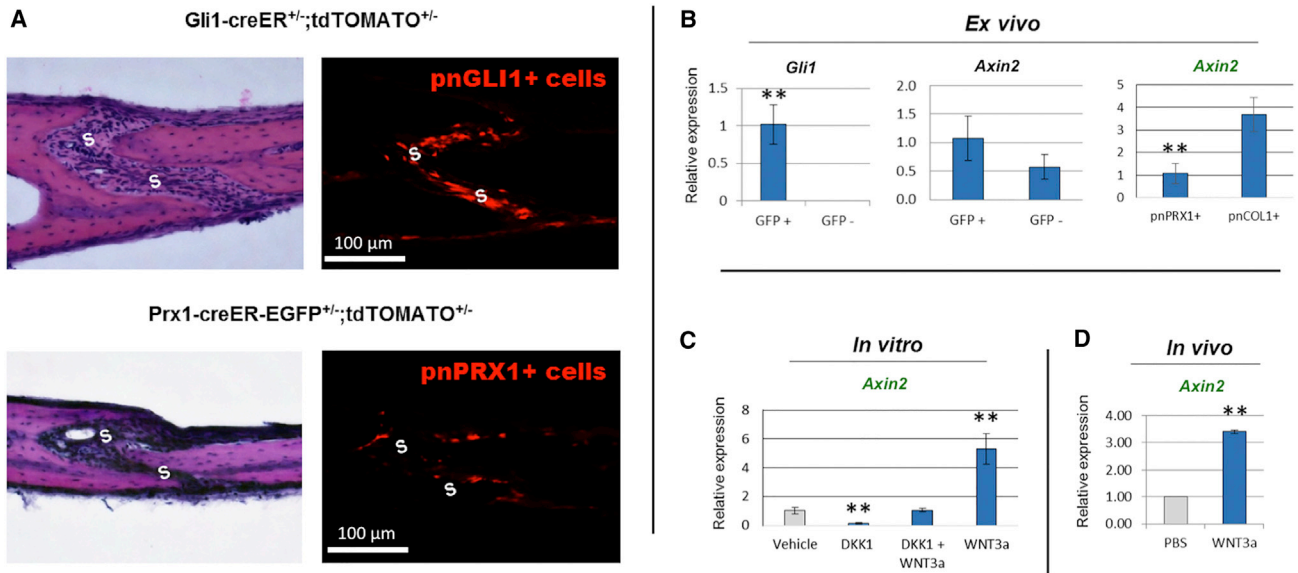 A
Gli1-creER+/-;tdTOMATO+/-
pnGLI1+ cells
S
S
S
S
100 µm
Prx1-creER-EGFP+/-;tdTOMATO+/-
pnPRX1+ cells
S
S
S
S
100 µm
B
Ex vivo
Gli1
Relative expression
1.5
1
0.5
0
**
GFP +
GFP -
Axin2
2.0
1.5
1.0
0.5
0.0
GFP +
GFP -
Axin2
5
4
3
2
1
0
**
pnPRX1+
pnCOL1+
C
In vitro
Axin2
Relative expression
8
6
4
2
0
**
**
Vehicle
DKK1
DKK1 +
WNT3a
WNT3a
D
In vivo
Axin2
Relative expression
4.00
3.00
2.00
1.00
0.00
**
PBS
WNT3a